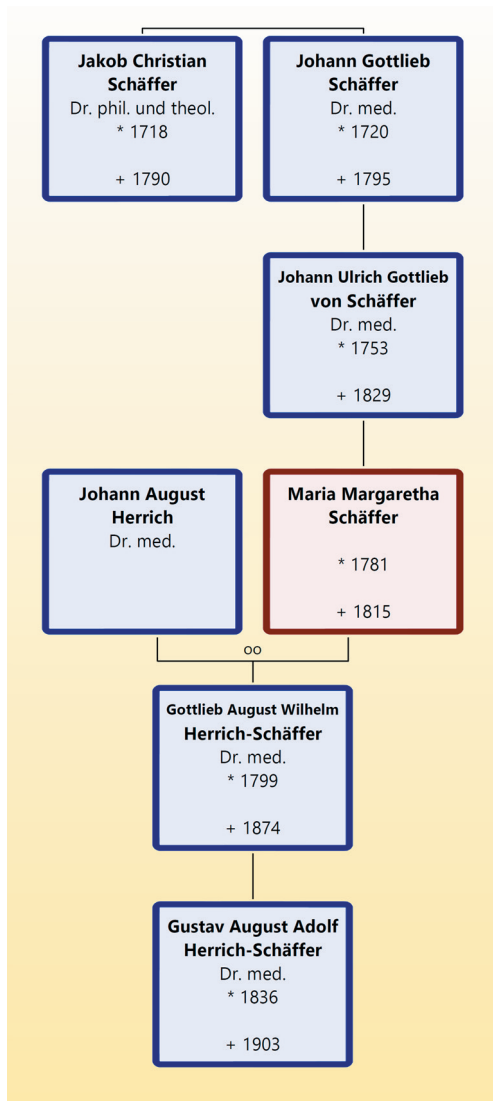 Jakob Christian
Schäffer
Dr. phil. und theol.
* 1718
+ 1790
Johann Gottlieb
Schäffer
Dr. med.
* 1720
+ 1795
Johann Ulrich Gottlieb
von Schäffer
Dr. med.
* 1753
+ 1829
Johann August
Herrich
Dr. med.
Maria Margaretha
Schäffer
* 1781
+ 1815
oo
Gottlieb August Wilhelm
Herrich-Schäffer
Dr. med.
* 1799
+ 1874
Gustav August Adolf
Herrich-Schäffer
Dr. med.
* 1836
+ 1903